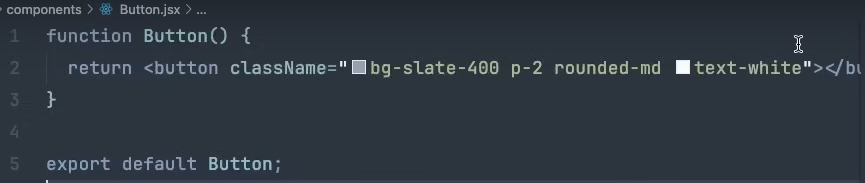 components > Button.jsx > ...
1 function Button() {
2 return <button className="bg-slate-400 p-2 rounded-md text-white"></bu
3 }
4
5 export default Button;